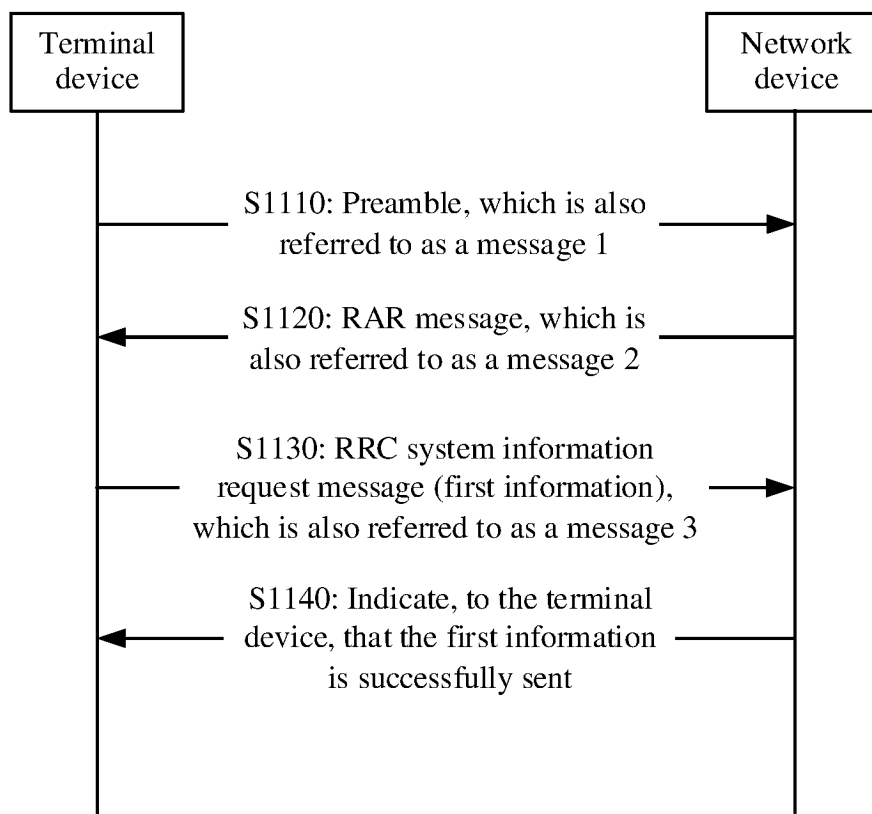 Terminal
device
Network
device
S1110: Preamble, which is also
referred to as a message 1
S1120: RAR message, which is
also referred to as a message 2
S1130: RRC system information
request message (first information),
which is also referred to as a message 3
S1140: Indicate, to the terminal
device, that the first information
is successfully sent